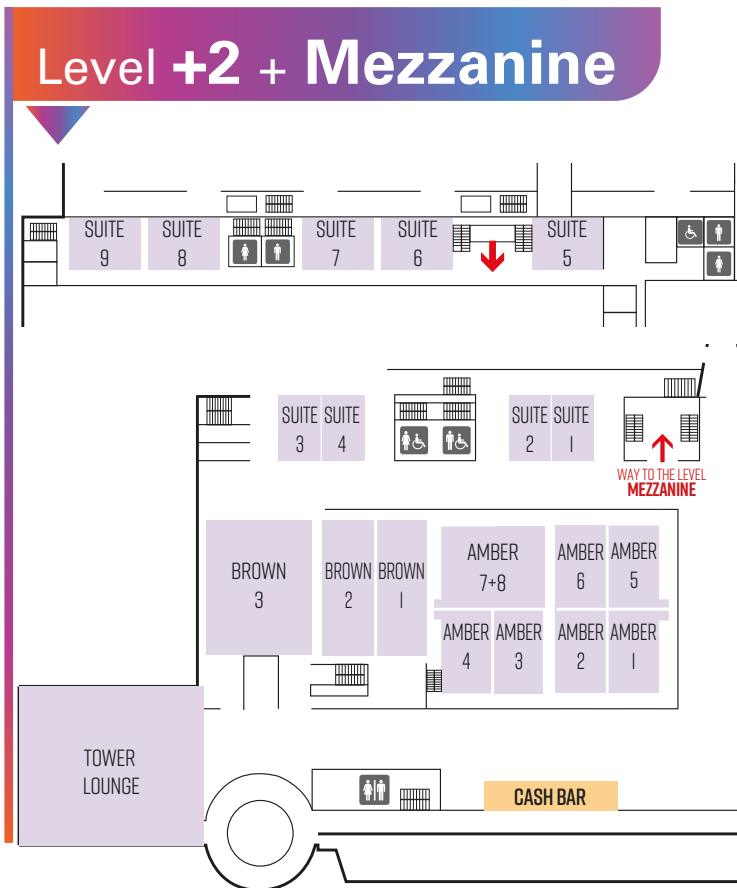 Level +2 + Mezzanine
SUITE
9
SUITE
8
SUITE
7
SUITE
6
SUITE
5
SUITE
3
SUITE
4
SUITE
2
SUITE
1
WAY TO THE LEVEL
MEZZANINE
BROWN
3
BROWN
2
BROWN
1
AMBER
7+8
AMBER
6
AMBER
5
AMBER
4
AMBER
3
AMBER
2
AMBER
1
TOWER
LOUNGE
CASH BAR